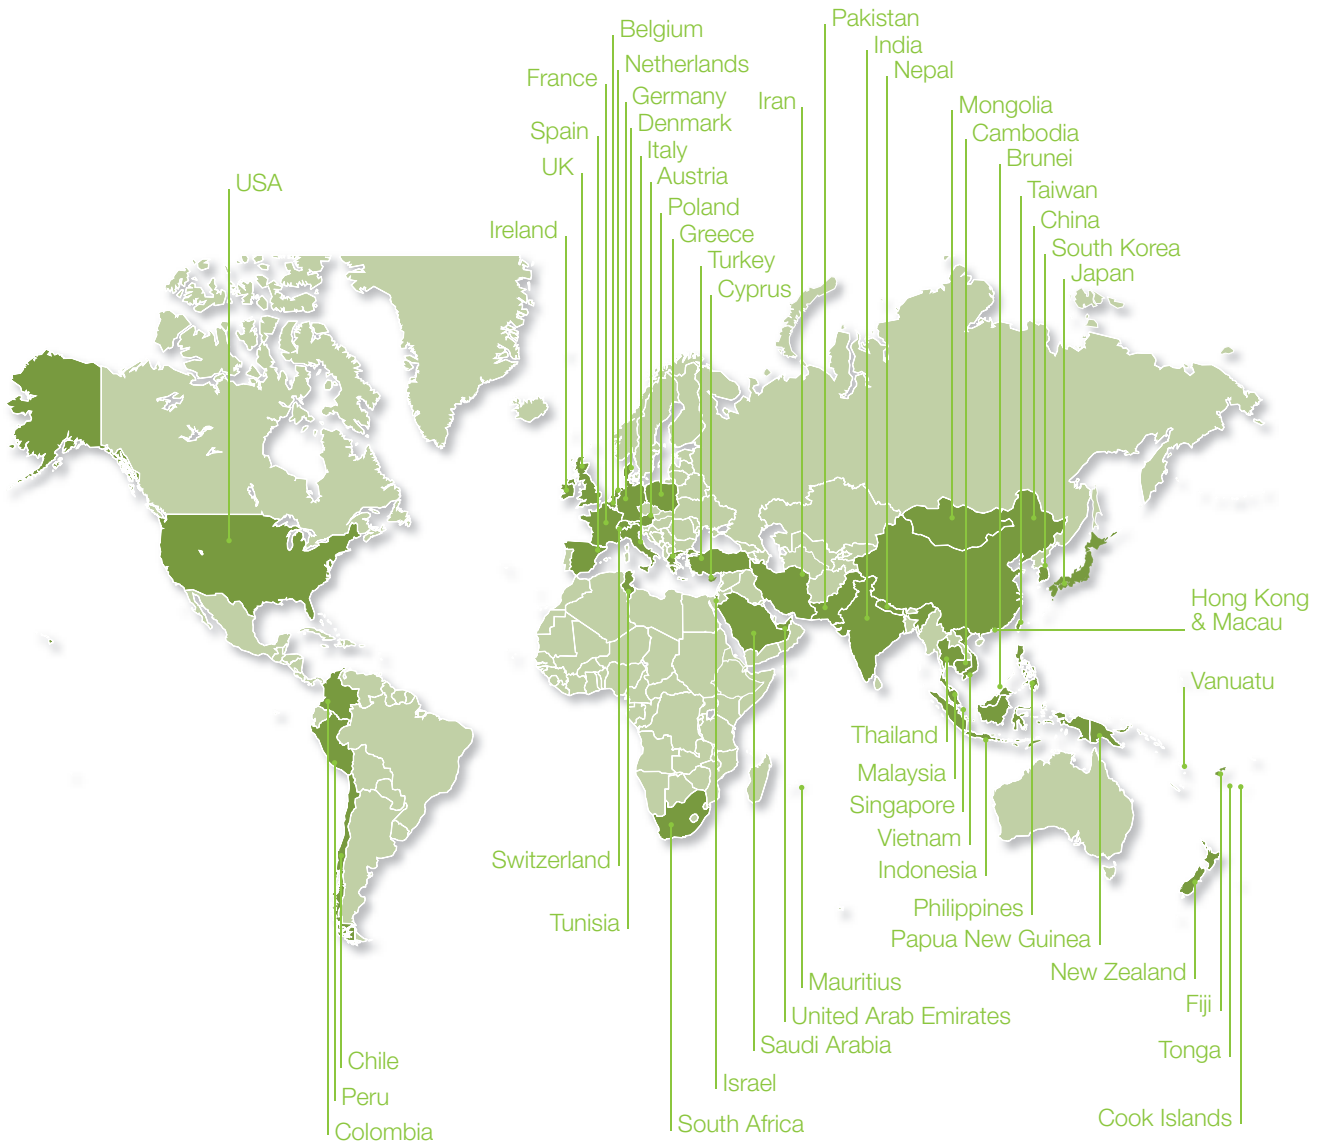 Pakistan
Belgium
India
Netherlands
Nepal
France
Germany
Iran
Mongolia
Denmark
Spain
Cambodia
Italy
Brunei
UK
Austria
USA
Taiwan
Poland
China
Ireland
Greece
South Korea
Turkey
Japan
Cyprus
Hong Kong
& Macau
Vanuatu
Thailand
Malaysia
Singapore
Vietnam
Switzerland
Indonesia
Philippines
Tunisia
Papua New Guinea
New Zealand
Mauritius
Fiji
United Arab Emirates
Saudi Arabia
Tonga
Chile
Israel
Peru
Cook Islands
South Africa
Colombia